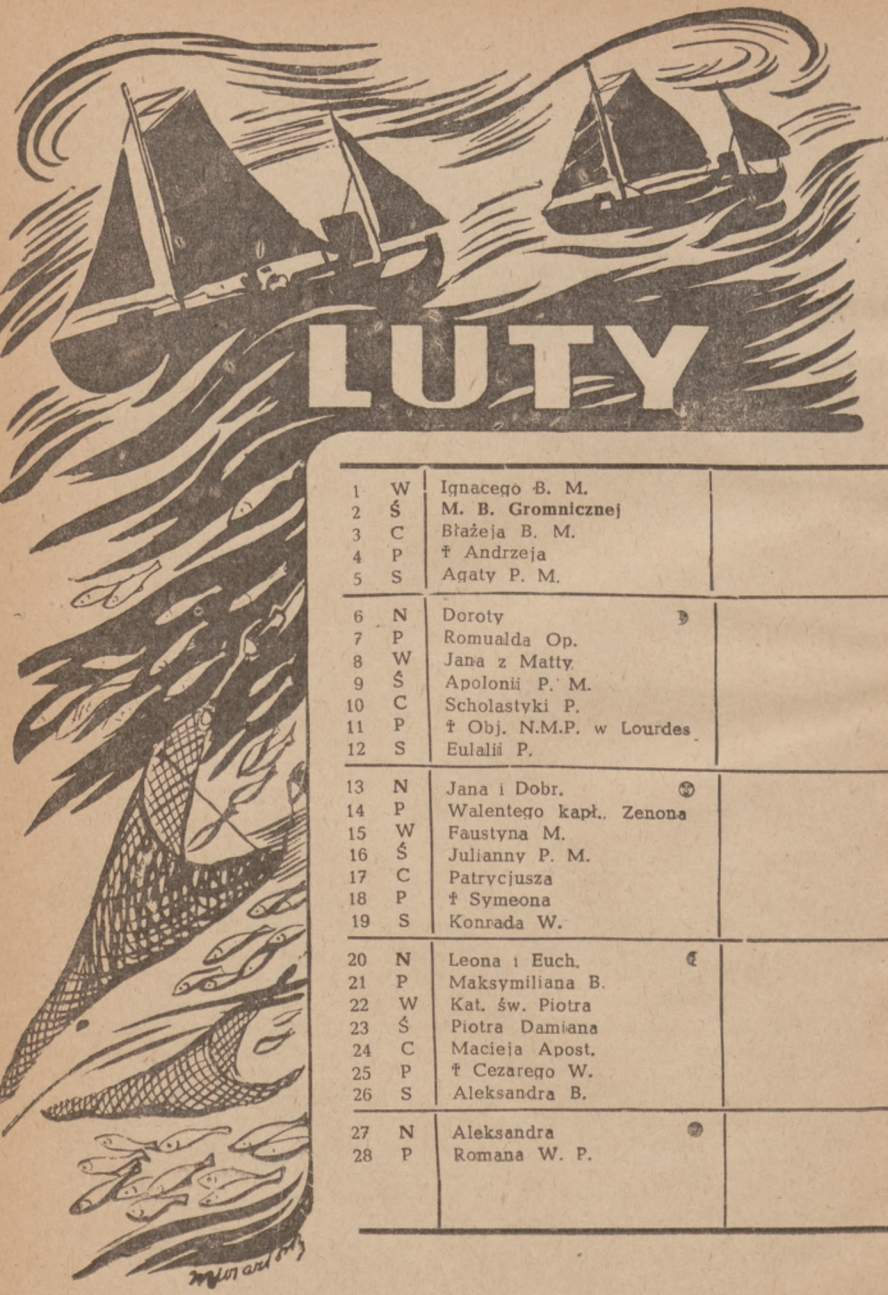 LUTY
1 W Ignacego B. M.
2 Ś M. B. Gromnicznej
3 C Błażeja B. M.
4 P † Andrzeja
5 S Agaty P. M.
6 N Doroty
7 P Romualda Op.
8 W Jana z Matty
9 Ś Apolonii P. M.
10 C Scholastyki P.
11 P † Obj. N.M.P. w Lourdes
12 S Eulalii P.
13 N Jana i Dobr.
14 P Walentego kapł., Zenona
15 W Faustyna M.
16 Ś Julianny P. M.
17 C Patrycjusza
18 P † Symeona
19 S Konrada W.
20 N Leona i Euch.
21 P Maksymiliana B.
22 W Kat. św. Piotra
23 Ś Piotra Damiana
24 C Macieja Apost.
25 P † Cezarego W.
26 S Aleksandra B.
27 N Aleksandra
28 P Romana W. P.